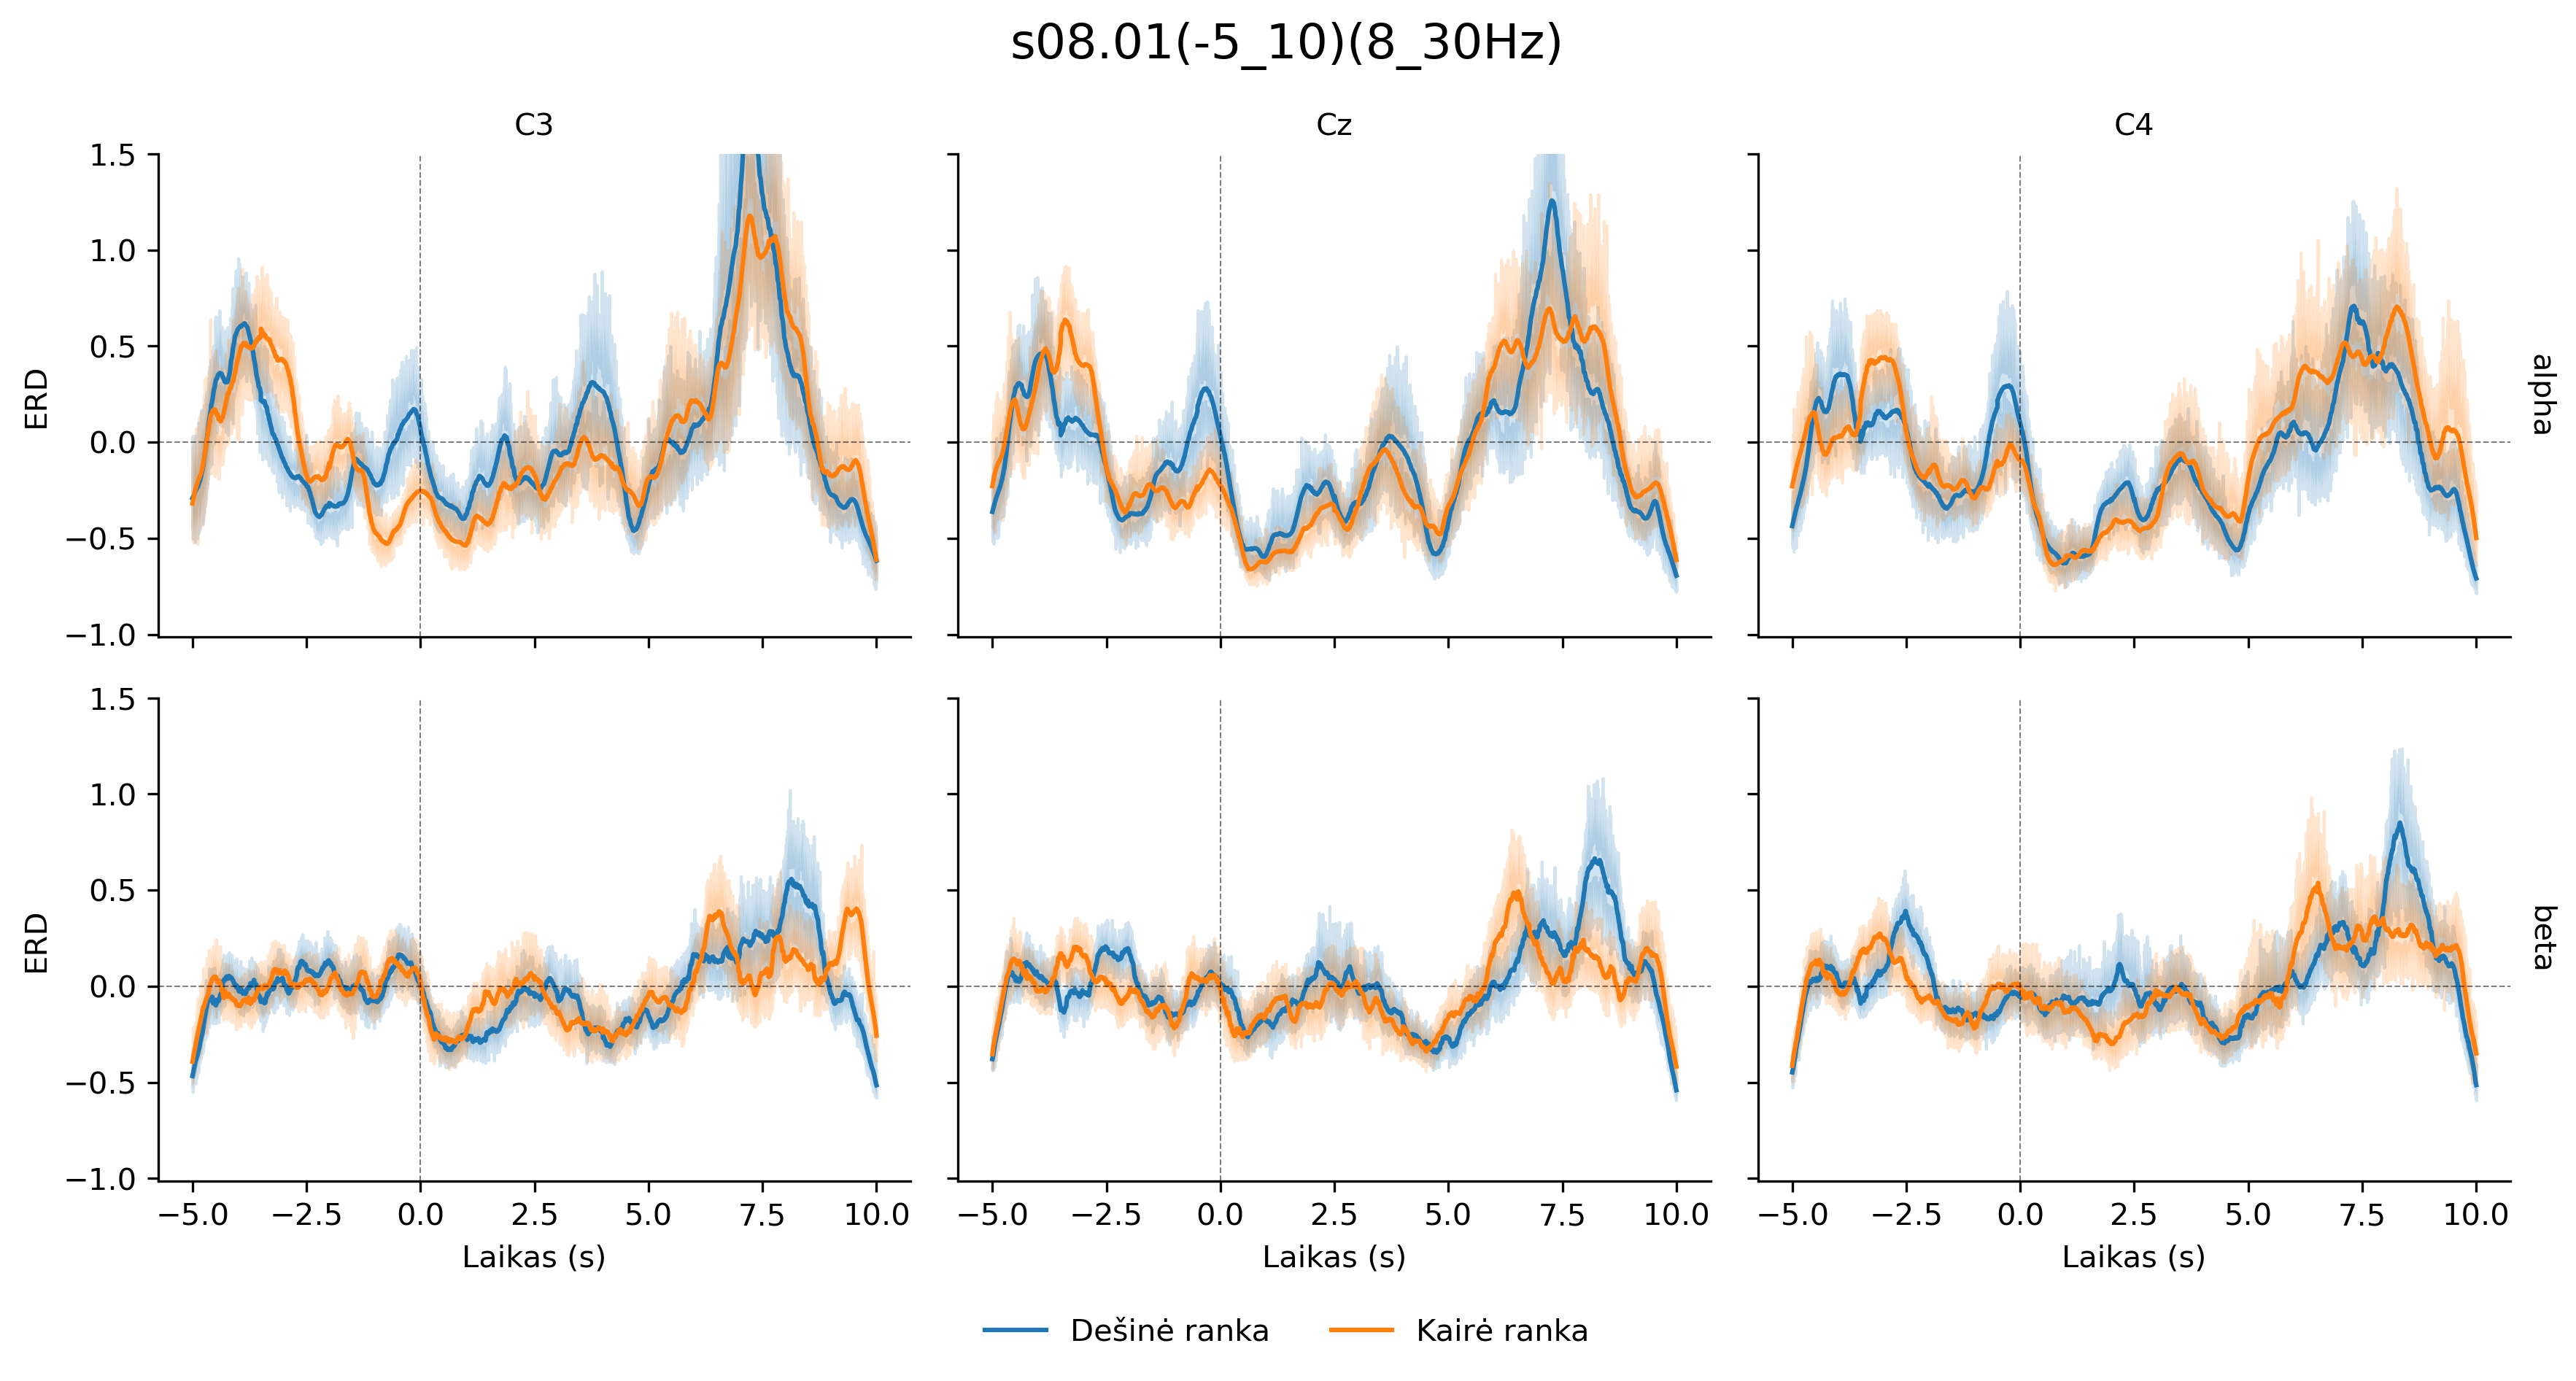 s08.01(-5_10)(8_30Hz)
C3 Cz C4
1.5
1.0
0.5
0.0
−0.5
−1.0
ERD
alpha
1.5
1.0
0.5
0.0
−0.5
−1.0
ERD
beta
−5.0 −2.5 0.0 2.5 5.0 7.5 10.0 −5.0 −2.5 0.0 2.5 5.0 7.5 10.0 −5.0 −2.5 0.0 2.5 5.0 7.5 10.0
Laikas (s) Laikas (s) Laikas (s)
Dešinė ranka Kairė ranka